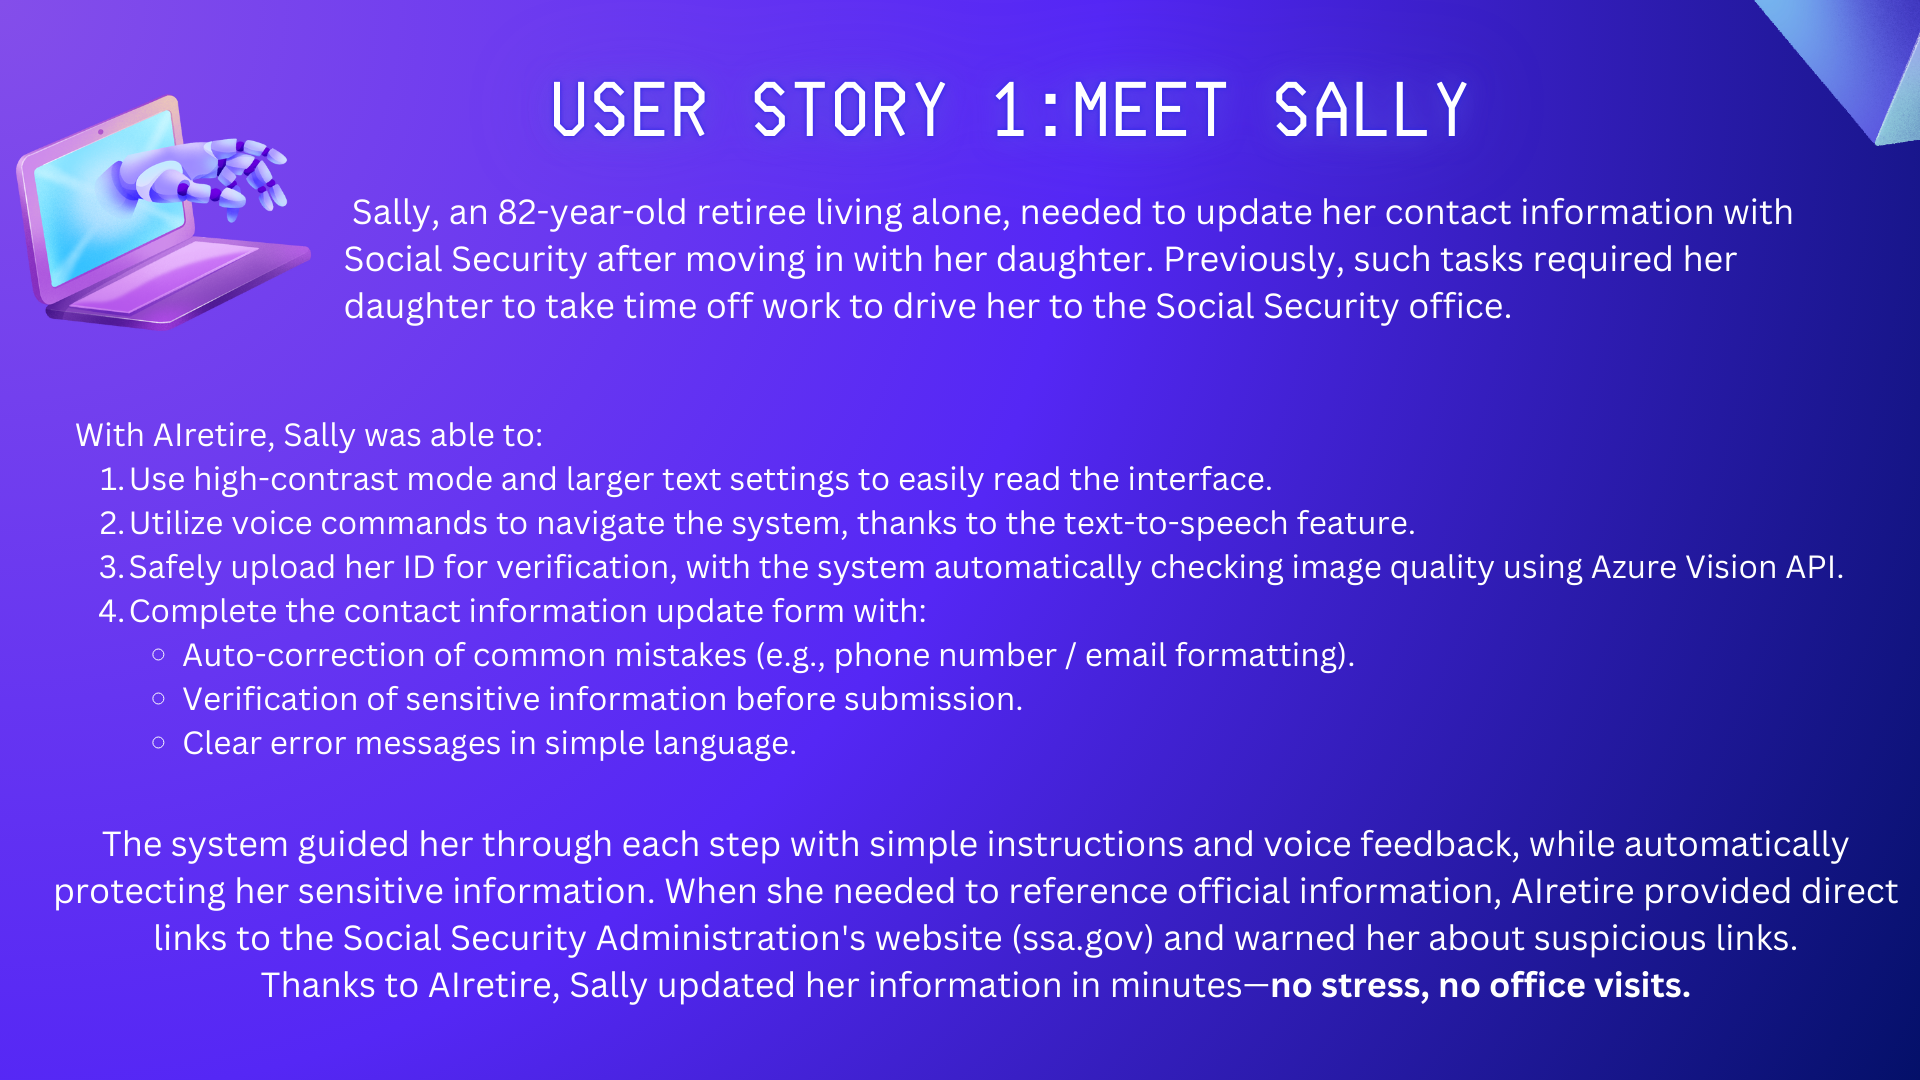 USER STORY 1:MEET SALLY
Sally, an 82-year-old retiree living alone, needed to update her contact information with
Social Security after moving in with her daughter. Previously, such tasks required her
daughter to take time off work to drive her to the Social Security office.
With AIretire, Sally was able to:
1. Use high-contrast mode and larger text settings to easily read the interface.
2. Utilize voice commands to navigate the system, thanks to the text-to-speech feature.
3. Safely upload her ID for verification, with the system automatically checking image quality using Azure Vision API.
4. Complete the contact information update form with:
○ Auto-correction of common mistakes (e.g., phone number / email formatting).
○ Verification of sensitive information before submission.
○ Clear error messages in simple language.
The system guided her through each step with simple instructions and voice feedback, while automatically
protecting her sensitive information. When she needed to reference official information, AIretire provided direct
links to the Social Security Administration's website (ssa.gov) and warned her about suspicious links.
Thanks to AIretire, Sally updated her information in minutes—no stress, no office visits.